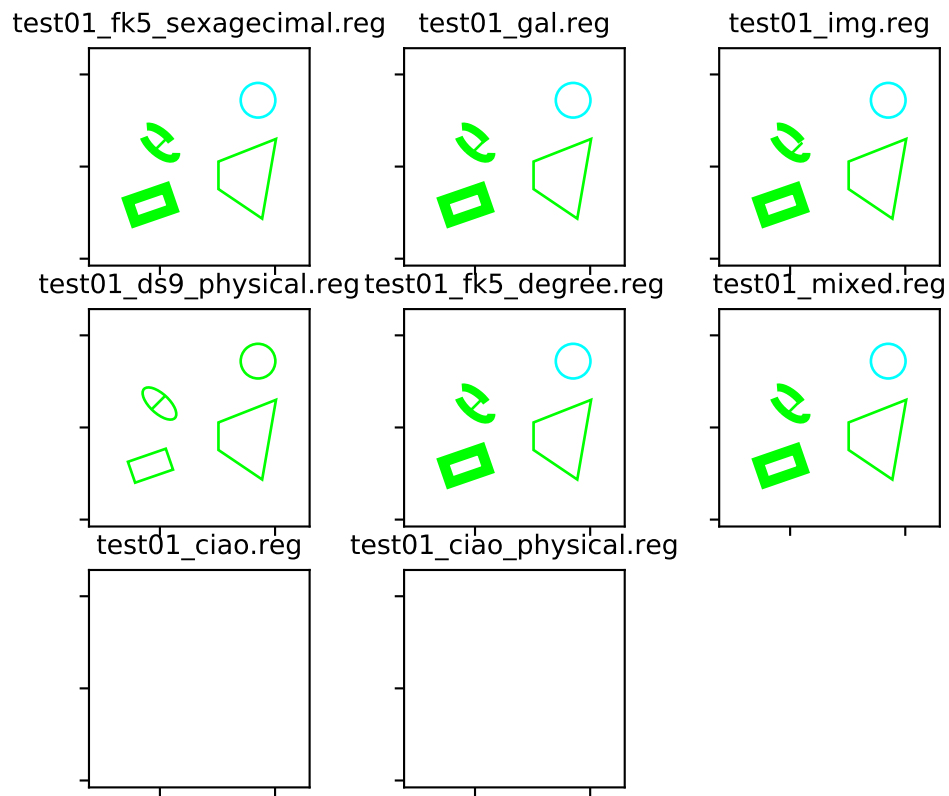 test01_fk5_sexagecimal.reg
test01_gal.reg
test01_img.reg
test01_ds9_physical.reg
test01_fk5_degree.reg
test01_mixed.reg
test01_ciao.reg
test01_ciao_physical.reg